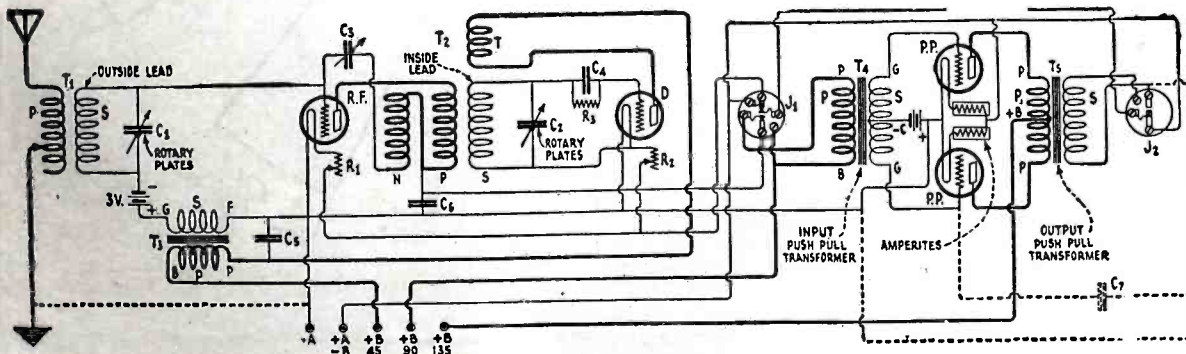 T1
OUTSIDE LEAD
P
S
C1
ROTARY PLATES
3V.
-
+
G
S
F
T3
B
P
P
C5
C3
R.F.
R1
N
P
C6
T2
T
INSIDE LEAD
S
C2
ROTARY PLATES
C4
R3
D
R2
J1
P
P
B
T4
G
S
-C
+
G
P.P.
P.P.
INPUT
PUSH PULL
TRANSFORMER
AMPERITES
P
P,
+B
P
T5
S
OUTPUT
PUSH PULL
TRANSFORMER
J2
C7
-A
+A
-B
+B
45
+B
90
+B
135